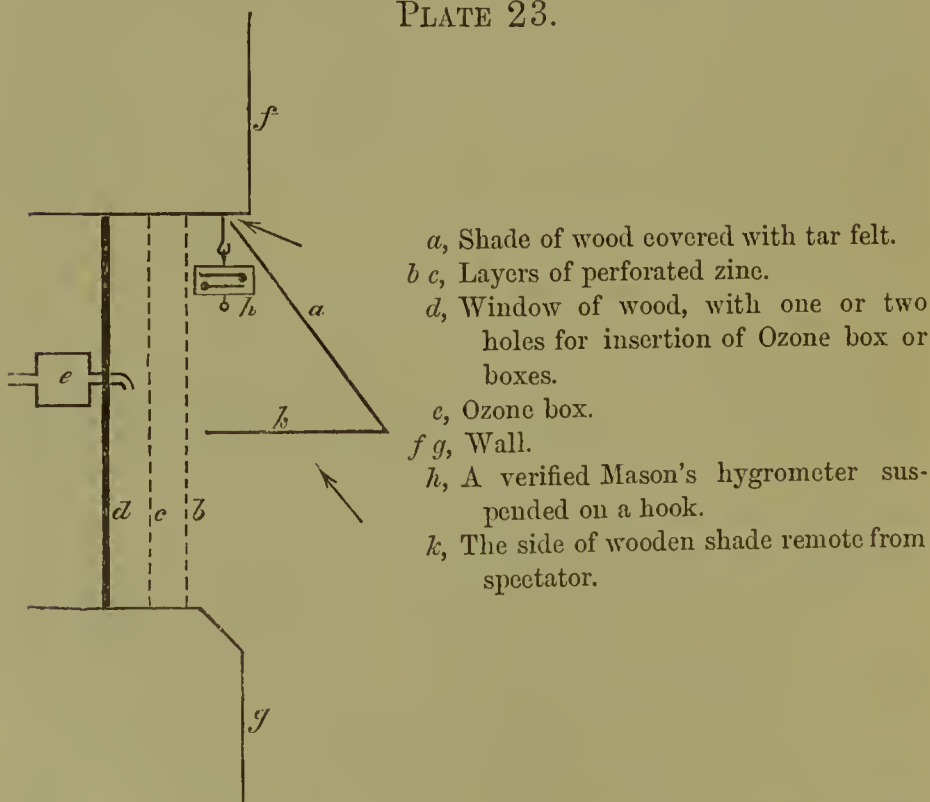 PLATE 23.
f
h
a
e
k
d c b
g
a, Shade of wood covered with tar felt.
b c, Layers of perforated zinc.
d, Window of wood, with one or two
holes for insertion of Ozone box or
boxes.
e, Ozone box.
f g, Wall.
h, A verified Mason's hygrometer sus-
pended on a hook.
k, The side of wooden shade remote from
spectator.